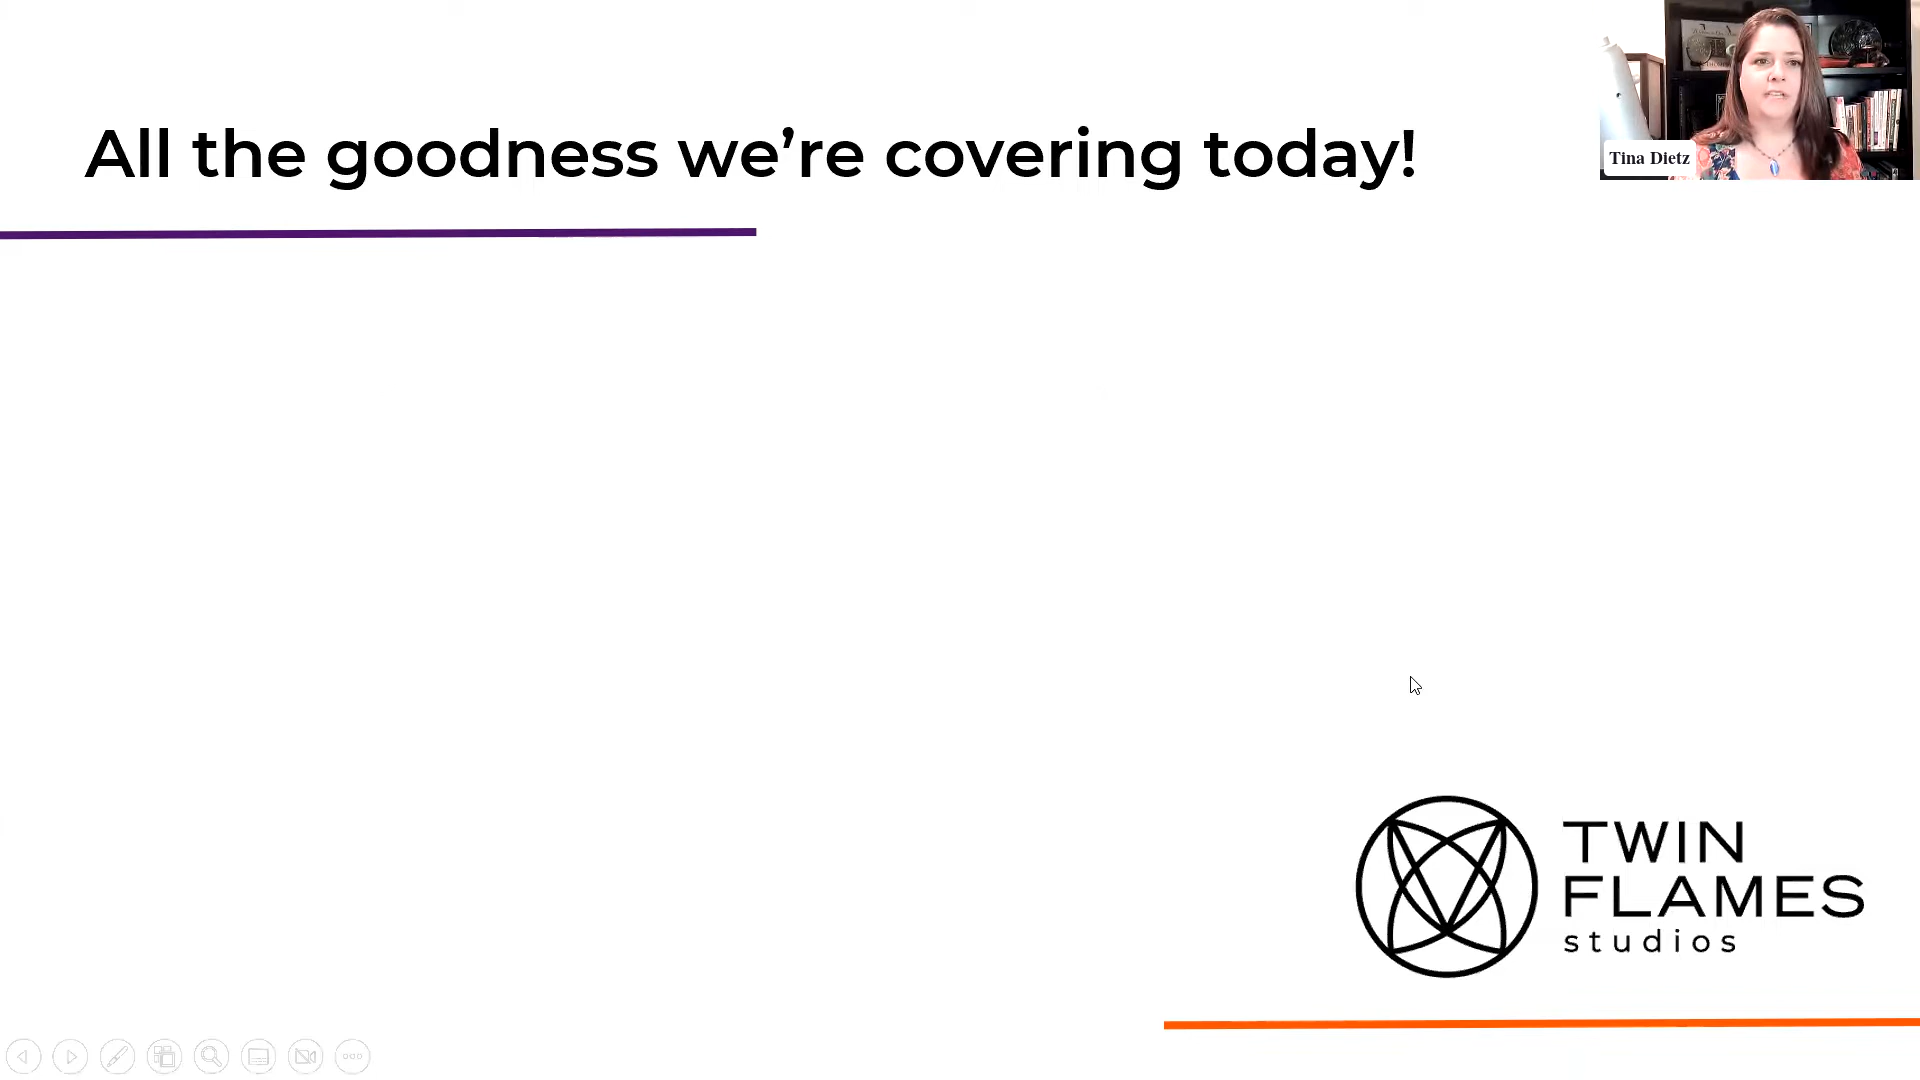 All the goodness we’re covering today!
Tina Dietz
TWIN
FLAMES
studios